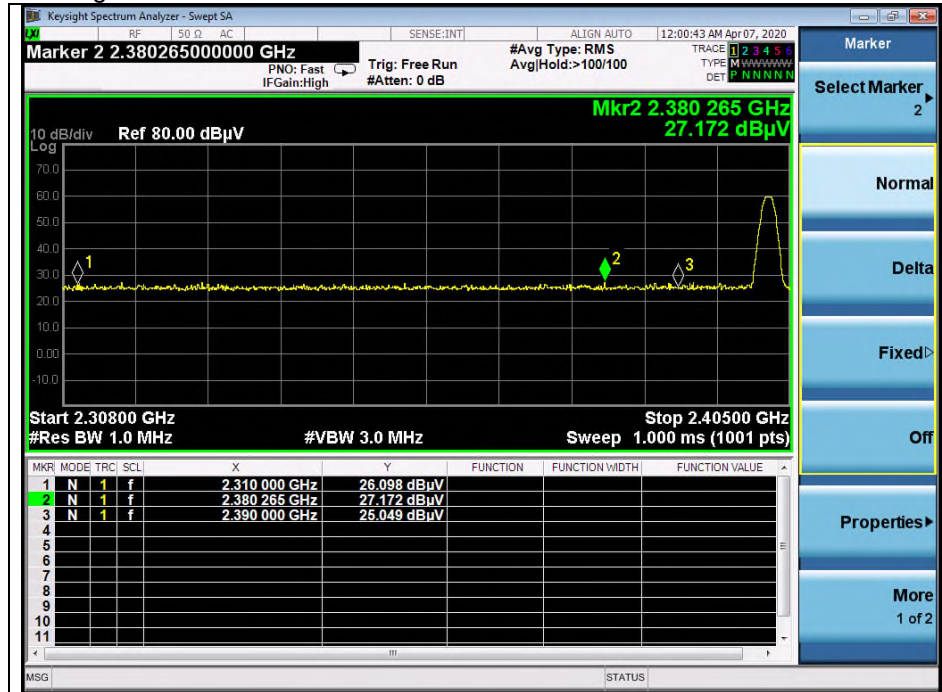 Keysight Spectrum Analyzer - Swept SA
LXI RF 50 Ω AC SENSE:INT ALIGN AUTO 12:00:43 AM Apr 07, 2020
Marker 2 2.380265000000 GHz
PNO: Fast
IFGain:High
Trig: Free Run
#Atten: 0 dB
#Avg Type: RMS
Avg|Hold:>100/100
TRACE 1 2 3 4 5 6
TYPE M WWWWW
DET P N N N N N
Mkr2 2.380 265 GHz
27.172 dBµV
10 dB/div Ref 80.00 dBµV
Log
70.0
60.0
50.0
40.0
30.0
20.0
10.0
0.00
-10.0
1
2
3
Start 2.30800 GHz Stop 2.40500 GHz
#Res BW 1.0 MHz #VBW 3.0 MHz Sweep 1.000 ms (1001 pts)
MKR MODE TRC SCL X Y FUNCTION FUNCTION WIDTH FUNCTION VALUE
1 N 1 f 2.310 000 GHz 26.098 dBµV
2 N 1 f 2.380 265 GHz 27.172 dBµV
3 N 1 f 2.390 000 GHz 25.049 dBµV
4
5
6
7
8
9
10
11
MSG STATUS
Marker
Select Marker
2
Normal
Delta
Fixed
Off
Properties
More
1 of 2